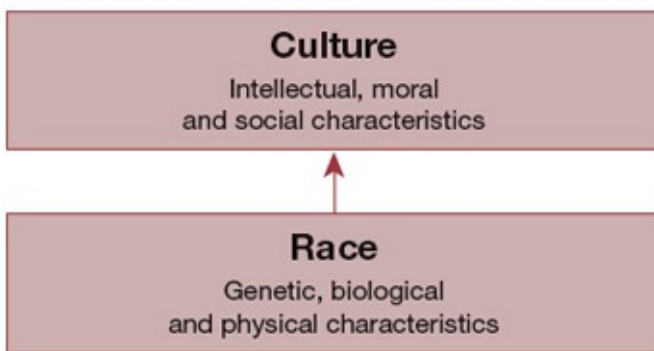 Culture
Intellectual, moral
and social characteristics
Race
Genetic, biological
and physical characteristics